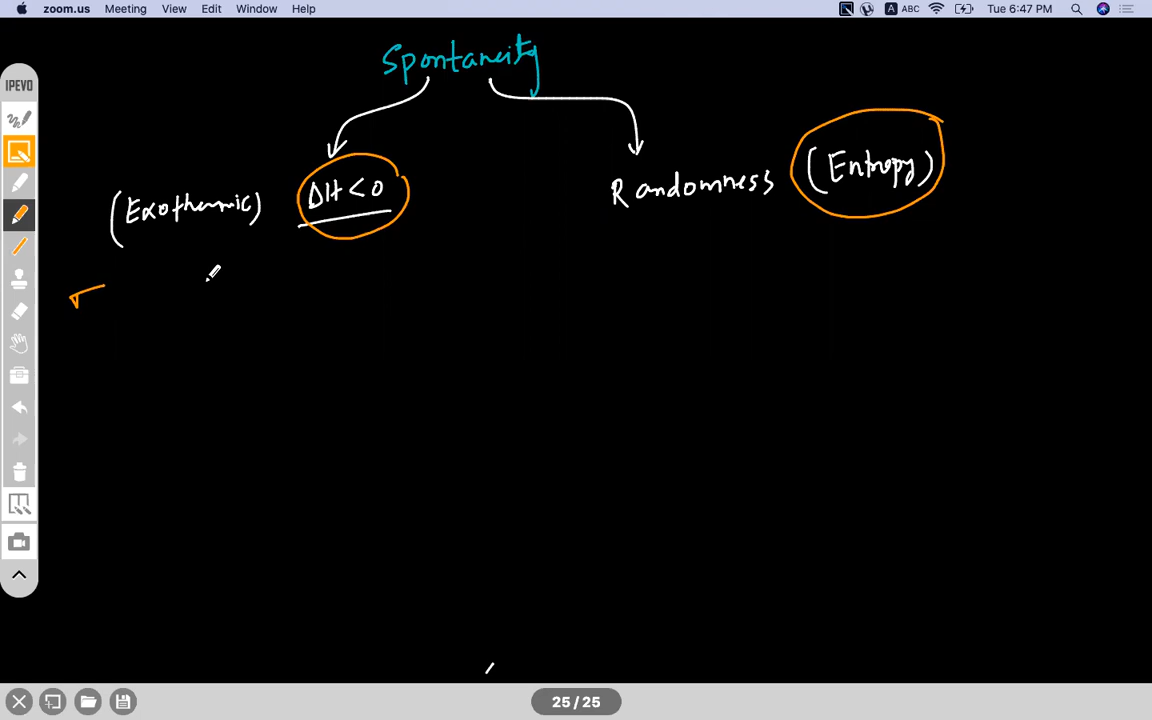 zoom.us Meeting View Edit Window Help A ABC Tue 6:47 PM
IPEVO
Spontaneity
(Exothermic) ΔH < 0 Randomness (Entropy)
25 / 25